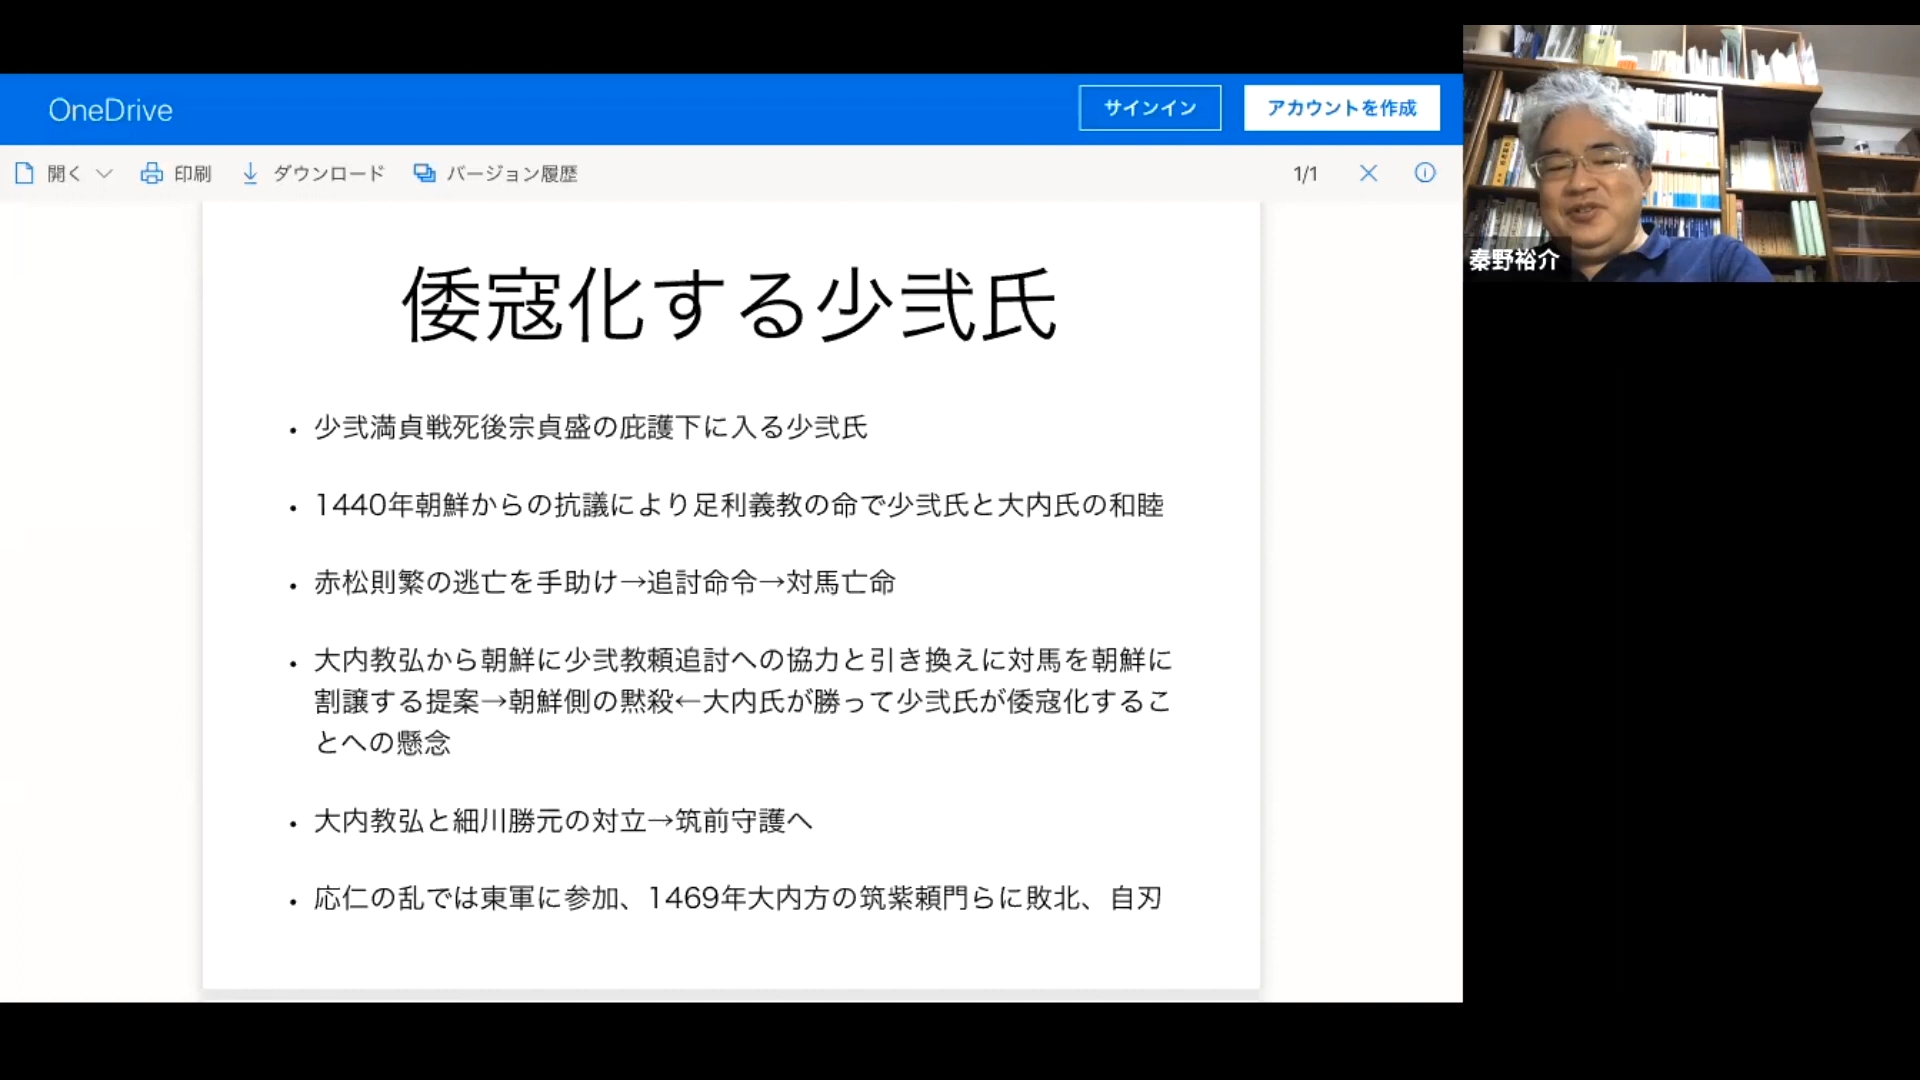 OneDrive
サインイン
アカウントを作成
開く
印刷
ダウンロード
バージョン履歴
1/1
秦野裕介
倭寇化する少弐氏
• 少弐満貞戦死後宗貞盛の庇護下に入る少弐氏
• 1440年朝鮮からの抗議により足利義教の命で少弐氏と大内氏の和睦
• 赤松則繁の逃亡を手助け→追討命令→対馬亡命
• 大内教弘から朝鮮に少弐教頼追討への協力と引き換えに対馬を朝鮮に
割譲する提案→朝鮮側の黙殺←大内氏が勝って少弐氏が倭寇化するこ
とへの懸念
• 大内教弘と細川勝元の対立→筑前守護へ
• 応仁の乱では東軍に参加、1469年大内方の筑紫頼門らに敗北、自刃